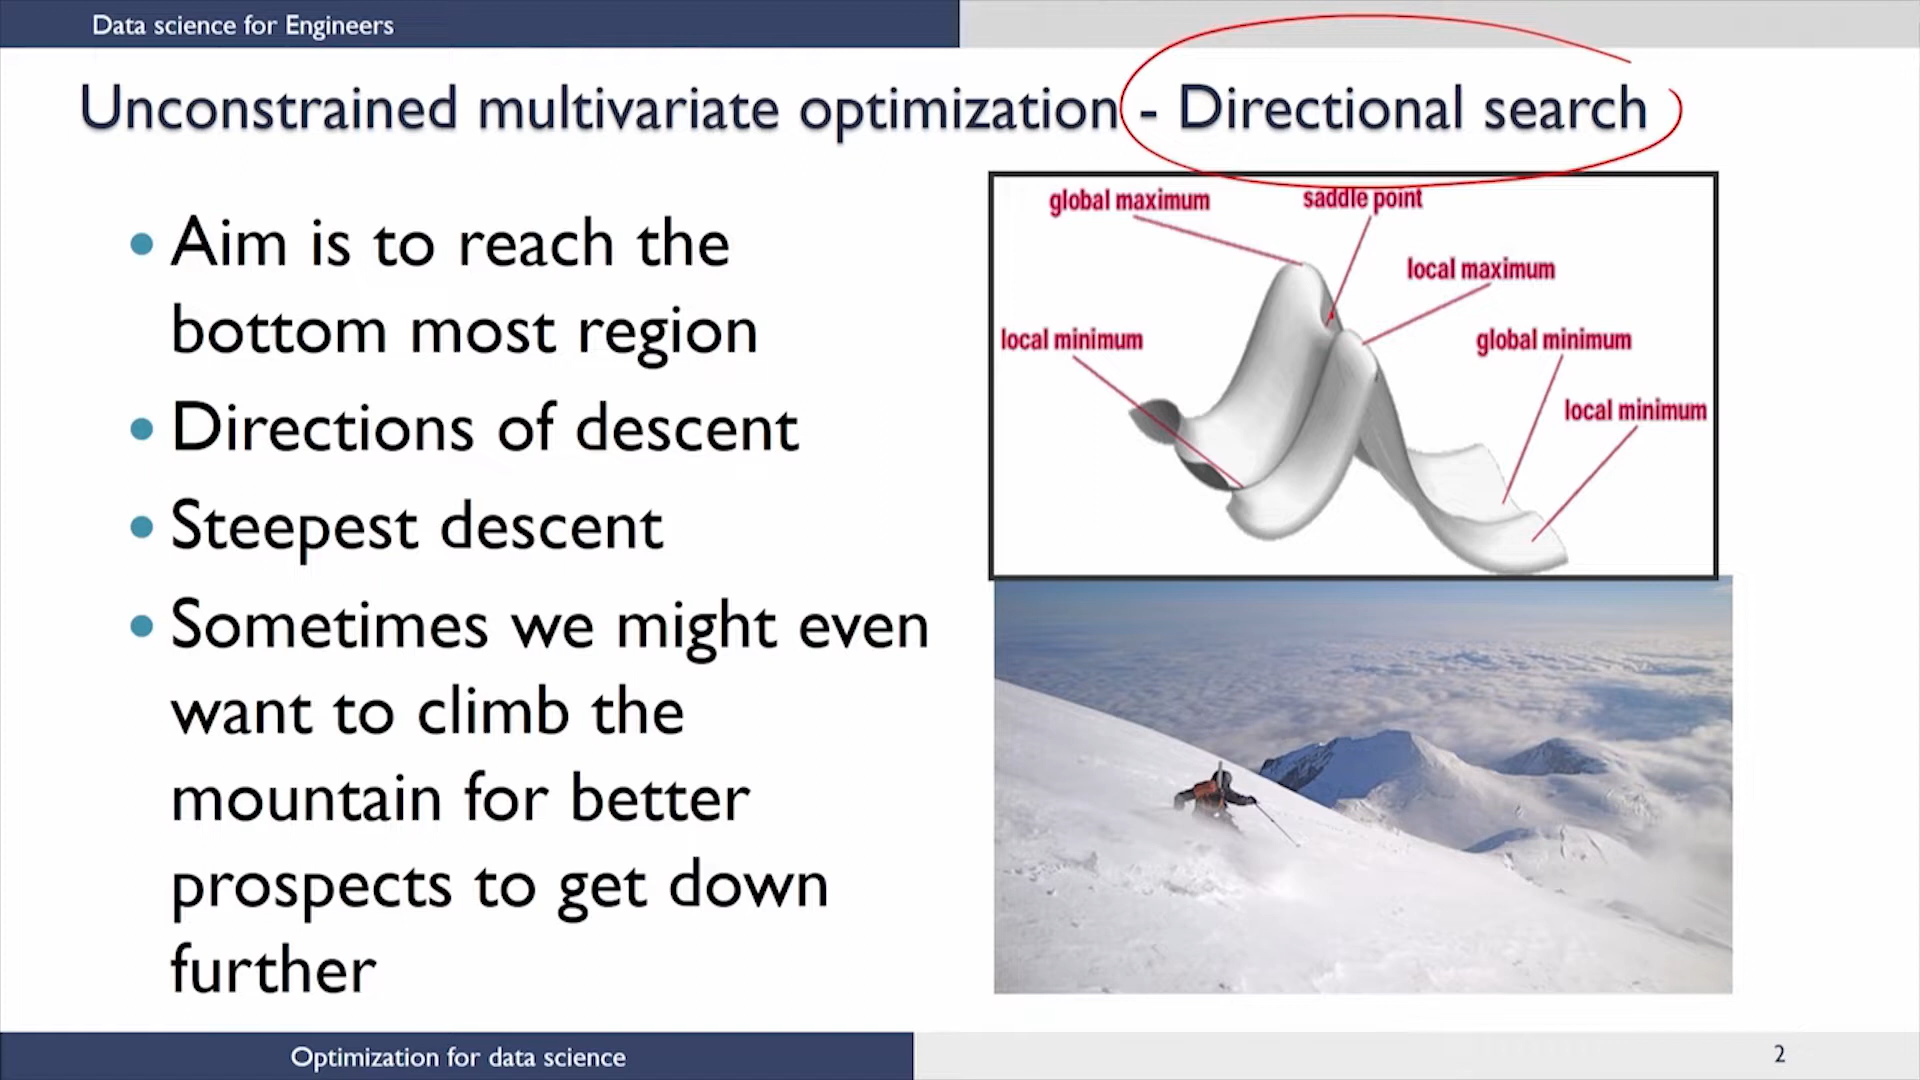 Data science for Engineers
Unconstrained multivariate optimization - Directional search
• Aim is to reach the
bottom most region
• Directions of descent
• Steepest descent
• Sometimes we might even
want to climb the
mountain for better
prospects to get down
further
global maximum
saddle point
local maximum
local minimum
global minimum
local minimum
Optimization for data science
2